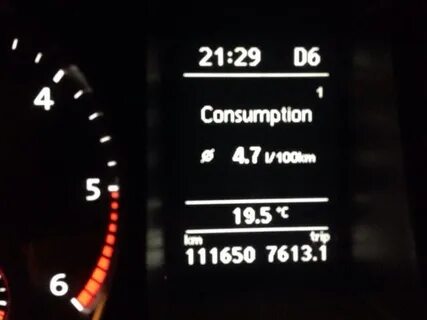 21:29 D6
1
Consumption
4
ø 4.7 l/100km
5
19.5 °C
km trip
111650 7613.1
6